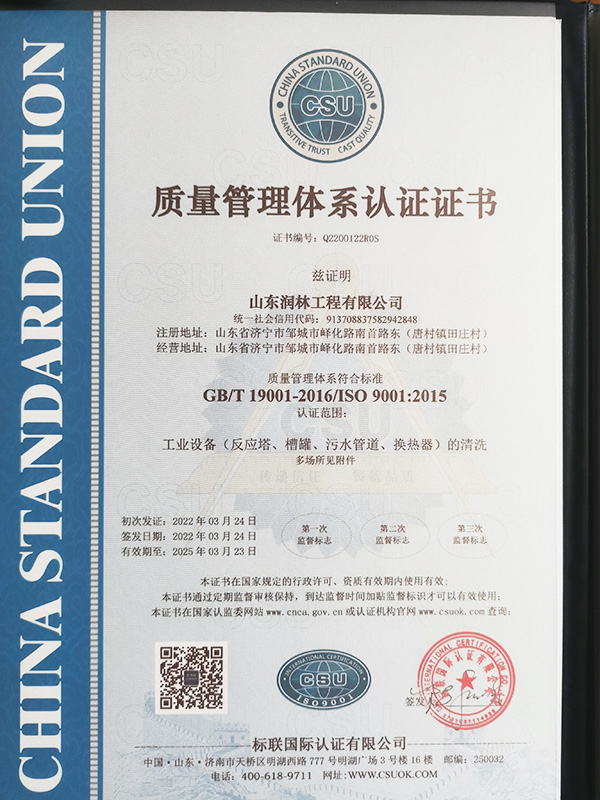 CHINA STANDARD UNION
CHINA STANDARD UNION
CSU
TRANSITIVE TRUST CAST QUALITY
质量管理体系认证证书
证书编号：Q2200122R0S
兹证明
山东润林工程有限公司
统一社会信用代码：913708837582942848
注册地址：山东省济宁市邹城市峄化路南首路东（唐村镇田庄村）
经营地址：山东省济宁市邹城市峄化路南首路东（唐村镇田庄村）
质量管理体系符合标准
GB/T 19001-2016/ISO 9001:2015
认证范围：
工业设备（反应塔、槽罐、污水管道、换热器）的清洗
多场所见附件
初次发证：2022 年 03 月 24 日
签发日期：2022 年 03 月 24 日
有效期至：2025 年 03 月 23 日
第一次
监督标志
第二次
监督标志
第三次
监督标志
本证书在国家规定的行政许可、资质有效期内使用有效；
本证书通过定期监督审核保持，到达监督时间加贴监督标识才可以有效使用；
本证书在国家认监委网站 www.cnca.gov.cn 或认证机构官网 www.csuok.com 查询；
INTERNATIONAL CERTIFICATION
CSU
ISO9001
签发人
标联国际认证有限公司
中国·山东·济南市天桥区明湖西路 777 号明湖广场 3 号楼 16 楼 邮编：250032
电话：400-618-9711 网址:WWW.CSUOK.COM